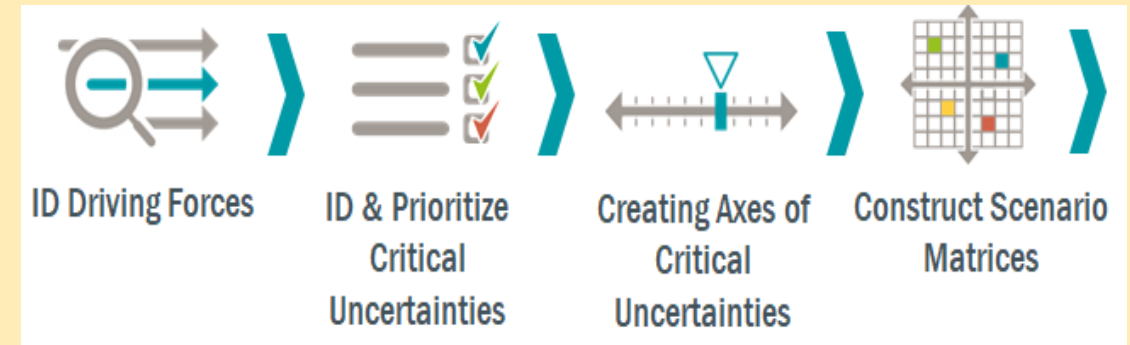 ID Driving Forces
ID & Prioritize
Critical
Uncertainties
Creating Axes of
Critical
Uncertainties
Construct Scenario
Matrices